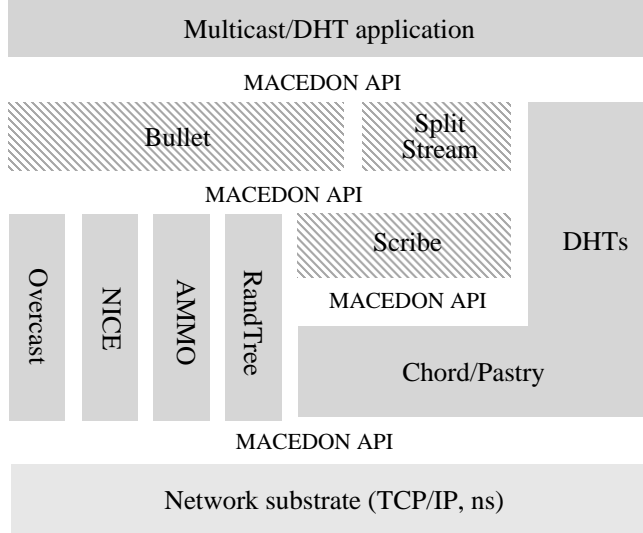 Multicast/DHT application
MACEDON API
Bullet
Split
Stream
MACEDON API
Overcast
NICE
AMMO
RandTree
Scribe
DHTs
MACEDON API
Chord/Pastry
MACEDON API
Network substrate (TCP/IP, ns)